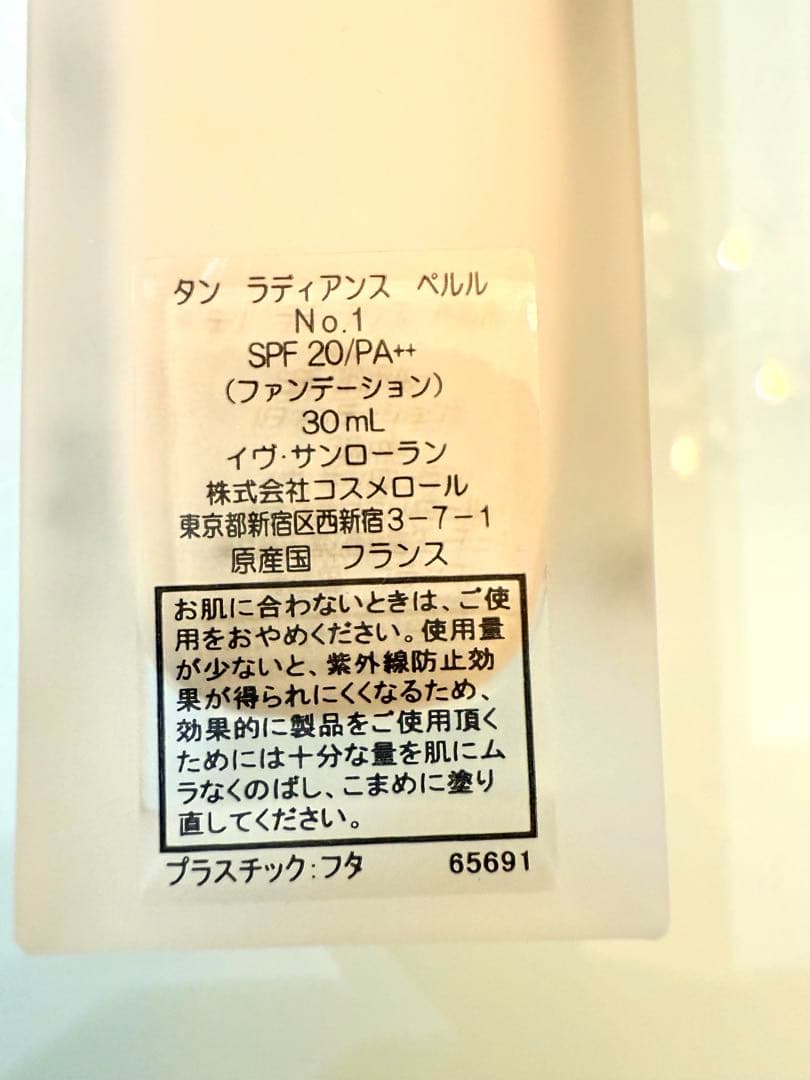 タン ラディアンス ペルル
No.1
SPF 20/PA++
(ファンデーション)
30mL
イヴ・サンローラン
株式会社コスメロール
東京都新宿区西新宿3-7-1
原産国 フランス
お肌に合わないときは、ご使
用をおやめください。使用量
が少ないと、紫外線防止効
果が得られにくくなるため、
効果的に製品をご使用頂く
ためには十分な量を肌にム
ラなくのばし、こまめに塗り
直してください。
プラスチック:フタ 65691